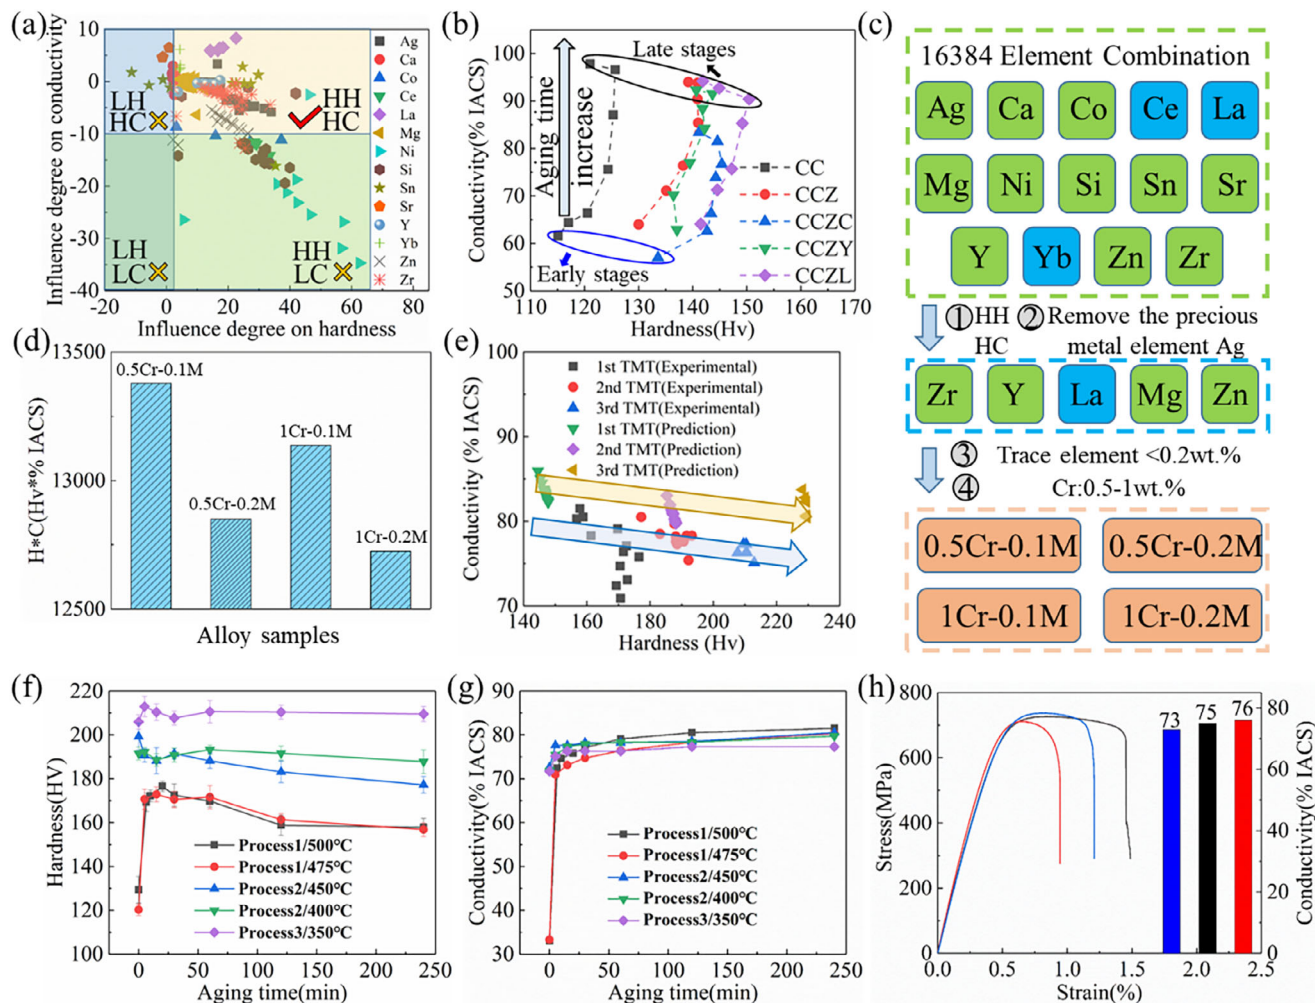 (a)
Influence degree on conductivity
10
0
-10
-20
-30
-40
-20
0
20
40
60
80
Influence degree on hardness
LH
HC
HH
HC
LH
LC
HH
LC
Ag
Ca
Co
Ce
La
Mg
Ni
Si
Sn
Sr
Y
Yb
Zn
Zr
(b)
Conductivity(% IACS)
105
100
95
90
85
80
75
70
65
60
55
50
110
120
130
140
150
160
170
Hardness(Hv)
Aging time
increase
Late stages
Early stages
CC
CCZ
CCZC
CCZY
CCZL
(c)
16384 Element Combination
Ag
Ca
Co
Ce
La
Mg
Ni
Si
Sn
Sr
Y
Yb
Zn
Zr
1 HH 2 Remove the precious
HC metal element Ag
Zr
Y
La
Mg
Zn
3 Trace element <0.2wt.%
4 Cr:0.5-1wt.%
0.5Cr-0.1M
0.5Cr-0.2M
1Cr-0.1M
1Cr-0.2M
(d)
H*C(Hv*% IACS)
13500
13000
12500
0.5Cr-0.1M
0.5Cr-0.2M
1Cr-0.1M
1Cr-0.2M
Alloy samples
(e)
Conductivity (% IACS)
100
90
80
70
140
160
180
200
220
240
Hardness (Hv)
1st TMT(Experimental)
2nd TMT(Experimental)
3rd TMT(Experimental)
1st TMT(Prediction)
2nd TMT(Prediction)
3rd TMT(Prediction)
(f)
Hardness(HV)
220
200
180
160
140
120
100
0
50
100
150
200
250
Aging time(min)
Process1/500°C
Process1/475°C
Process2/450°C
Process2/400°C
Process3/350°C
(g)
Conductivity(% IACS)
90
80
70
60
50
40
30
0
50
100
150
200
250
Aging time(min)
Process1/500°C
Process1/475°C
Process2/450°C
Process2/400°C
Process3/350°C
(h)
Stress(MPa)
800
600
400
200
0
0.0
0.5
1.0
1.5
2.0
2.5
Strain(%)
73
75
76
80
60
40
20
0
Conductivity(% IACS)